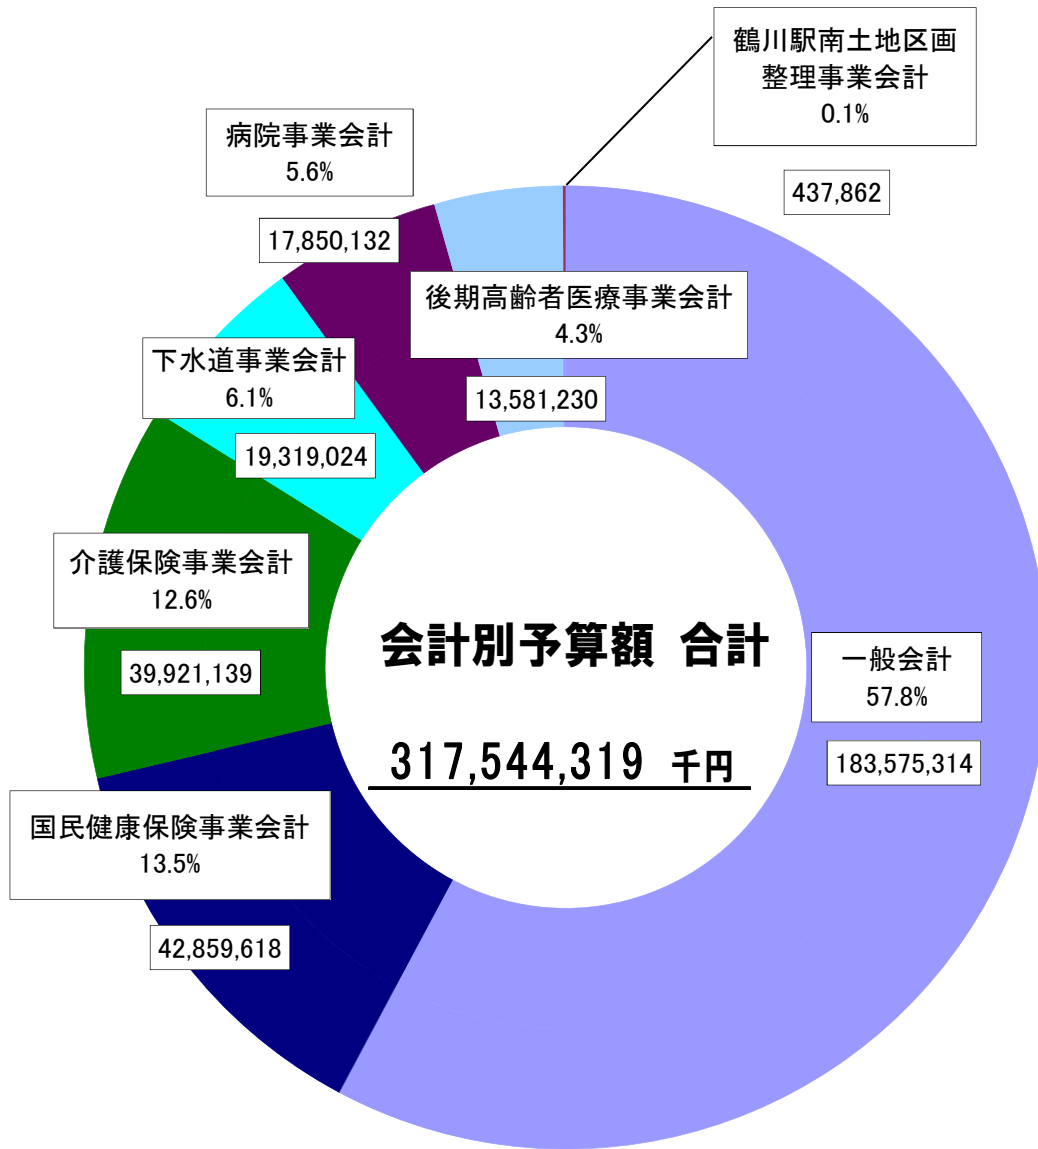 鶴川駅南土地区画
整理事業会計
0.1%
437,862
病院事業会計
5.6%
17,850,132
後期高齢者医療事業会計
4.3%
13,581,230
下水道事業会計
6.1%
19,319,024
介護保険事業会計
12.6%
39,921,139
会計別予算額 合計
317,544,319 千円
一般会計
57.8%
183,575,314
国民健康保険事業会計
13.5%
42,859,618